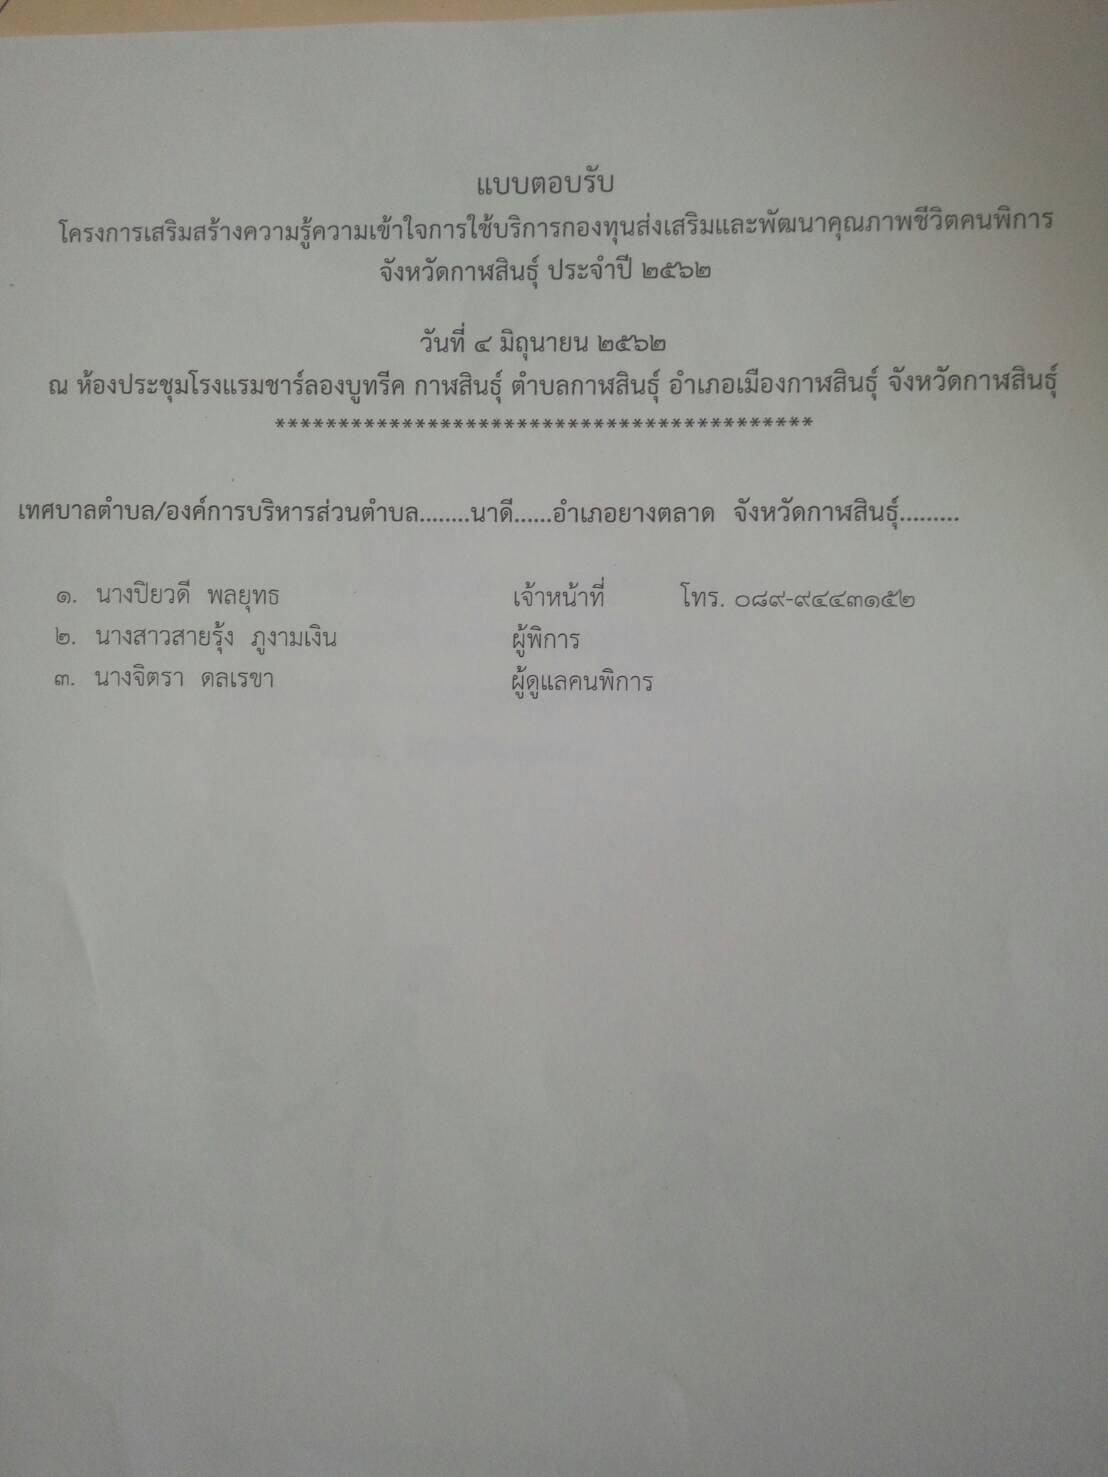 แบบตอบรับ
โครงการเสริมสร้างความรู้ความเข้าใจการใช้บริการกองทุนส่งเสริมและพัฒนาคุณภาพชีวิตคนพิการ
จังหวัดกาฬสินธุ์ ประจำปี ๒๕๖๒
วันที่ ๔ มิถุนายน ๒๕๖๒
ณ ห้องประชุมโรงแรมชาร์ลองบูทรีค กาฬสินธุ์ ตำบลกาฬสินธุ์ อำเภอเมืองกาฬสินธุ์ จังหวัดกาฬสินธุ์
******************************************
เทศบาลตำบล/องค์การบริหารส่วนตำบล........นาดี......อำเภอยางตลาด จังหวัดกาฬสินธุ์.........
๑. นางปิยวดี พลยุทธ เจ้าหน้าที่ โทร. ๐๘๙-๙๔๔๓๑๕๒
๒. นางสาวสายรุ้ง ภูงามเงิน ผู้พิการ
๓. นางจิตรา ดลเรขา ผู้ดูแลคนพิการ